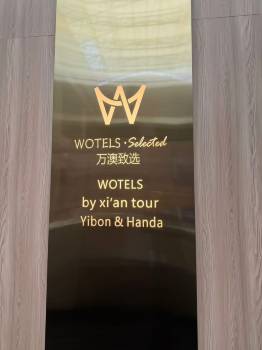 WOTELS·Selected
万澳致选
WOTELS
by xi'an tour
Yibon & Handa